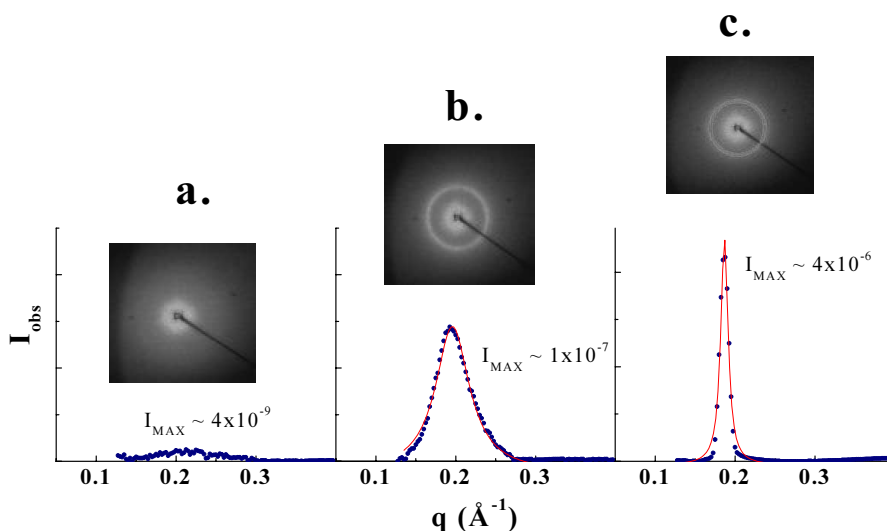 a.
b.
c.
I_MAX ~ 4x10^-9
I_MAX ~ 1x10^-7
I_MAX ~ 4x10^-6
I_obs
0.1 0.2 0.3 0.1 0.2 0.3 0.1 0.2 0.3
q (Å^-1)